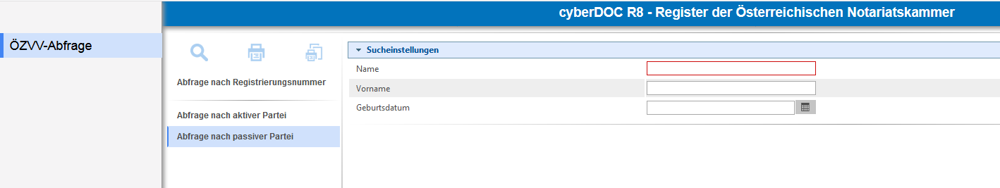 cyberDOC R8 - Register der Österreichischen Notariatskammer
ÖZVV-Abfrage
Abfrage nach Registrierungsnummer
Abfrage nach aktiver Partei
Abfrage nach passiver Partei
Sucheinstellungen
Name
Vorname
Geburtsdatum